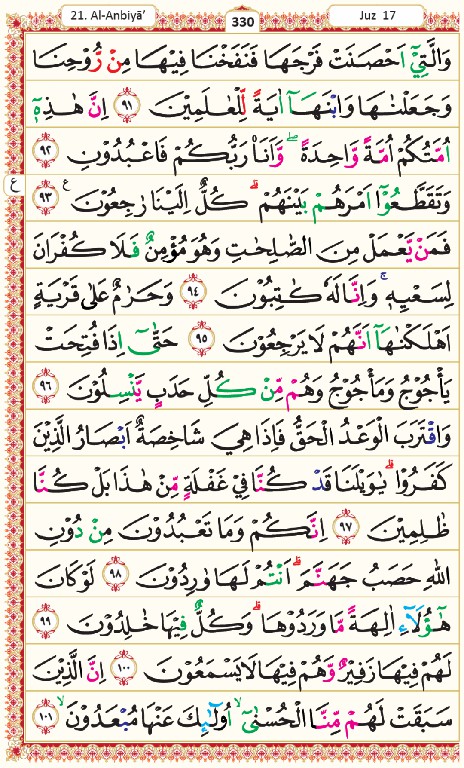 21. Al-Anbiyā’
330
Juz 17
وَالَّتِيْٓ اَحْصَنَتْ فَرْجَهَا فَنَفَخْنَا فِيْهَا مِنْ رُّوْحِنَا
وَجَعَلْنٰهَا وَابْنَهَآ اٰيَةً لِّلْعٰلَمِيْنَ ﴿٩١﴾ اِنَّ هٰذِهٖٓ
اُمَّتُكُمْ اُمَّةً وَّاحِدَةً ۖ وَّاَنَا۠ رَبُّكُمْ فَاعْبُدُوْنِ ﴿٩٢﴾
وَتَقَطَّعُوْٓا اَمْرَهُمْ بَيْنَهُمْ ۗ كُلٌّ اِلَيْنَا رٰجِعُوْنَ ﴿٩٣﴾ ع
ع
فَمَنْ يَّعْمَلْ مِنَ الصّٰلِحٰتِ وَهُوَ مُؤْمِنٌ فَلَا كُفْرَانَ
لِسَعْيِهٖ ۚ وَاِنَّا لَهٗ كٰتِبُوْنَ ﴿٩٤﴾ وَحَرٰمٌ عَلٰى قَرْيَةٍ
اَهْلَكْنٰهَآ اَنَّهُمْ لَا يَرْجِعُوْنَ ﴿٩٥﴾ حَتّٰىٓ اِذَا فُتِحَتْ
يَأْجُوْجُ وَمَأْجُوْجُ وَهُمْ مِّنْ كُلِّ حَدَبٍ يَّنْسِلُوْنَ ﴿٩٦﴾
وَاقْتَرَبَ الْوَعْدُ الْحَقُّ فَاِذَا هِيَ شَاخِصَةٌ اَبْصَارُ الَّذِيْنَ
كَفَرُوْا ۗ يٰوَيْلَنَا قَدْ كُنَّا فِيْ غَفْلَةٍ مِّنْ هٰذَا بَلْ كُنَّا
ظٰلِمِيْنَ ﴿٩٧﴾ اِنَّكُمْ وَمَا تَعْبُدُوْنَ مِنْ دُوْنِ
اللّٰهِ حَصَبُ جَهَنَّمَ ۗ اَنْتُمْ لَهَا وٰرِدُوْنَ ﴿٩٨﴾ لَوْ كَانَ
هٰٓؤُلَآءِ اٰلِهَةً مَّا وَرَدُوْهَا ۗ وَكُلٌّ فِيْهَا خٰلِدُوْنَ ﴿٩٩﴾
لَهُمْ فِيْهَا زَفِيْرٌ وَّهُمْ فِيْهَا لَا يَسْمَعُوْنَ ﴿١٠٠﴾ اِنَّ الَّذِيْنَ
سَبَقَتْ لَهُمْ مِّنَّا الْحُسْنٰىٓ ۙ اُولٰٓئِكَ عَنْهَا مُبْعَدُوْنَ ۙ ﴿١٠١﴾